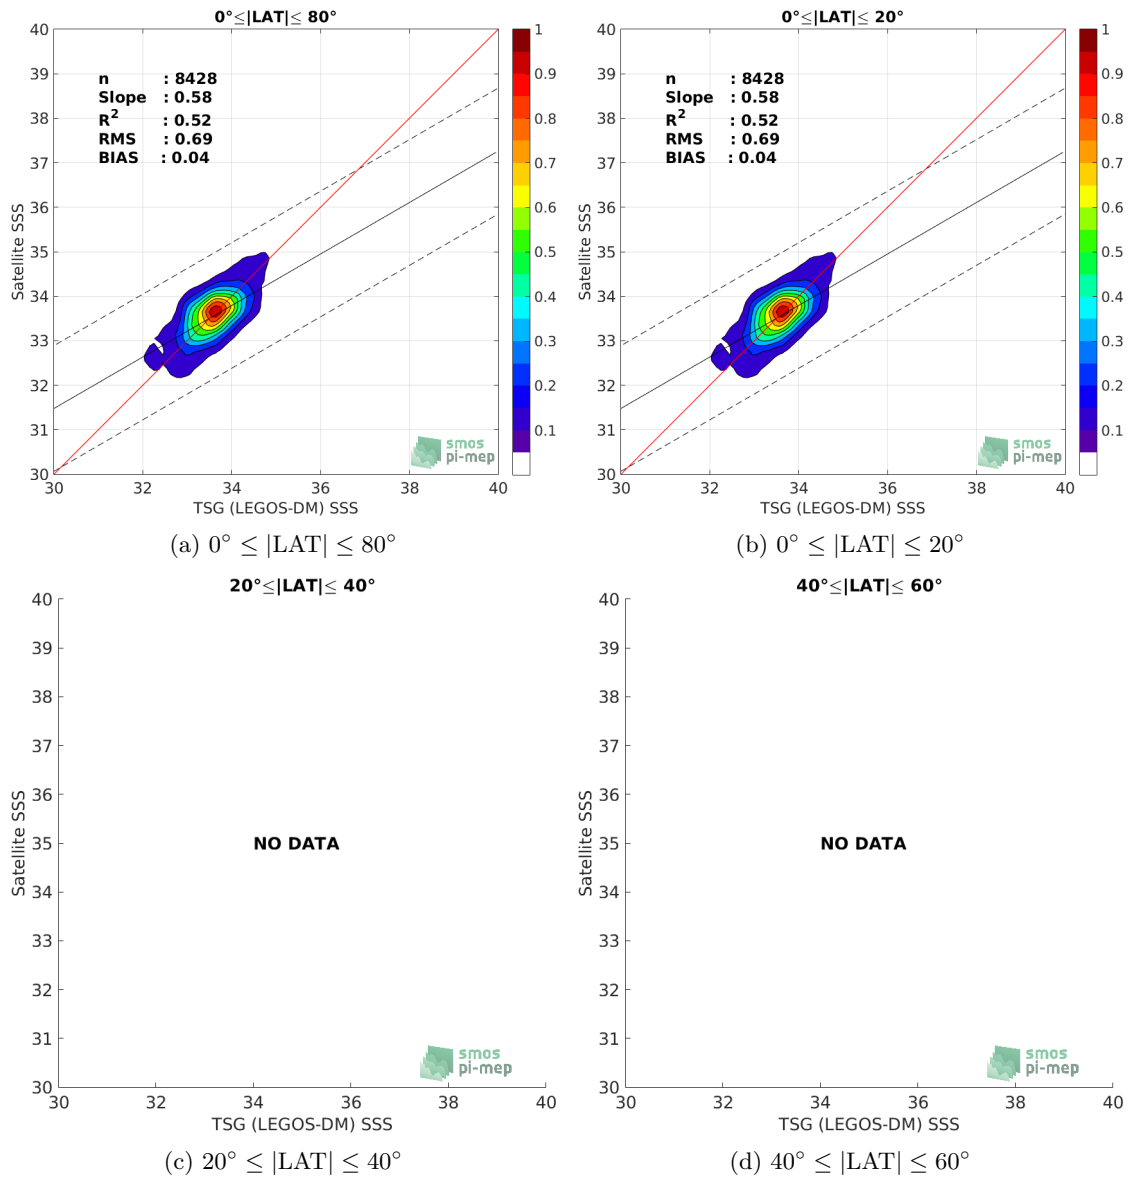 0°≤|LAT|≤ 80°
40
39
38
37
36
35
34
33
32
31
30
Satellite SSS
n : 8428
Slope : 0.58
R² : 0.52
RMS : 0.69
BIAS : 0.04
smos
pi-mep
30 32 34 36 38 40
TSG (LEGOS-DM) SSS
1
0.9
0.8
0.7
0.6
0.5
0.4
0.3
0.2
0.1
(a) 0° ≤ |LAT| ≤ 80°
0°≤|LAT|≤ 20°
40
39
38
37
36
35
34
33
32
31
30
Satellite SSS
n : 8428
Slope : 0.58
R² : 0.52
RMS : 0.69
BIAS : 0.04
smos
pi-mep
30 32 34 36 38 40
TSG (LEGOS-DM) SSS
1
0.9
0.8
0.7
0.6
0.5
0.4
0.3
0.2
0.1
(b) 0° ≤ |LAT| ≤ 20°
20°≤|LAT|≤ 40°
40
39
38
37
36
35
34
33
32
31
30
Satellite SSS
NO DATA
smos
pi-mep
30 32 34 36 38 40
TSG (LEGOS-DM) SSS
(c) 20° ≤ |LAT| ≤ 40°
40°≤|LAT|≤ 60°
40
39
38
37
36
35
34
33
32
31
30
Satellite SSS
NO DATA
smos
pi-mep
30 32 34 36 38 40
TSG (LEGOS-DM) SSS
(d) 40° ≤ |LAT| ≤ 60°